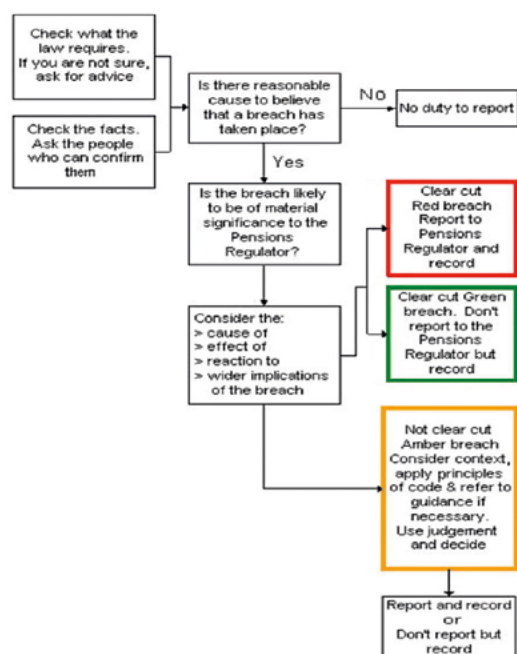 Check what the
law requires.
If you are not sure,
ask for advice
Check the facts.
Ask the people
who can confirm
them
Is there reasonable
cause to believe
that a breach has
taken place?
No
No duty to report
Yes
Is the breach likely
to be of material
significance to the
Pensions
Regulator?
Clear cut
Red breach
Report to
Pensions
Regulator and
record
Clear cut Green
breach. Don't
report to the
Pensions
Regulator but
record
Consider the:
> cause of
> effect of
> reaction to
> wider implications
of the breach
Not clear cut
Amber breach
Consider context,
apply principles
of code & refer to
guidance if
necessary.
Use judgement
and decide
Report and record
or
Don't report but
record